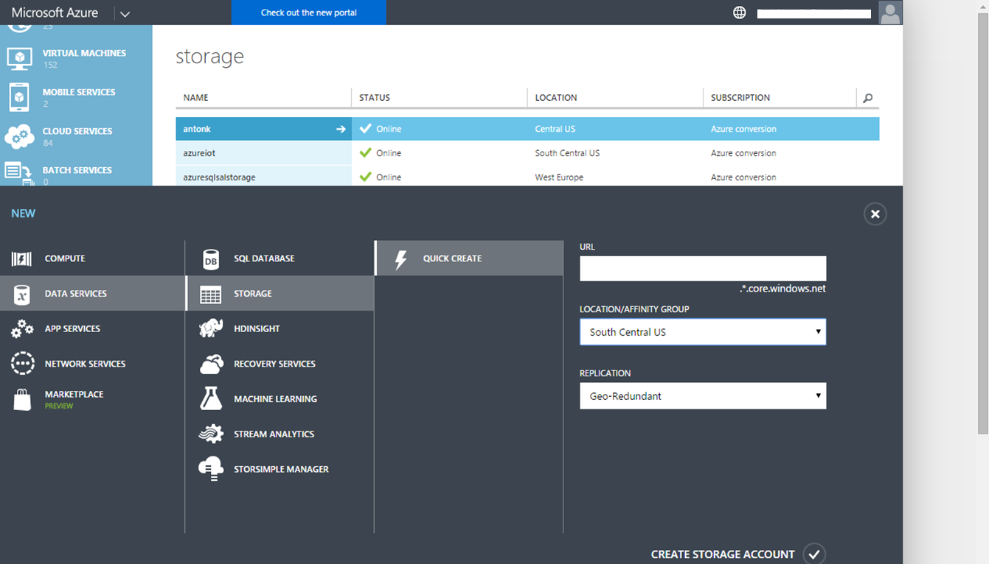 Microsoft Azure
Check out the new portal
25
VIRTUAL MACHINES
152
MOBILE SERVICES
2
CLOUD SERVICES
84
BATCH SERVICES
0
storage
NAME STATUS LOCATION SUBSCRIPTION
antonk Online Central US Azure conversion
azureiot Online South Central US Azure conversion
azuresqlsalstorage Online West Europe Azure conversion
NEW
COMPUTE
DATA SERVICES
APP SERVICES
NETWORK SERVICES
MARKETPLACE
PREVIEW
DB
SQL DATABASE
STORAGE
HDINSIGHT
RECOVERY SERVICES
MACHINE LEARNING
STREAM ANALYTICS
STORSIMPLE MANAGER
QUICK CREATE
URL
.*.core.windows.net
LOCATION/AFFINITY GROUP
South Central US
REPLICATION
Geo-Redundant
CREATE STORAGE ACCOUNT